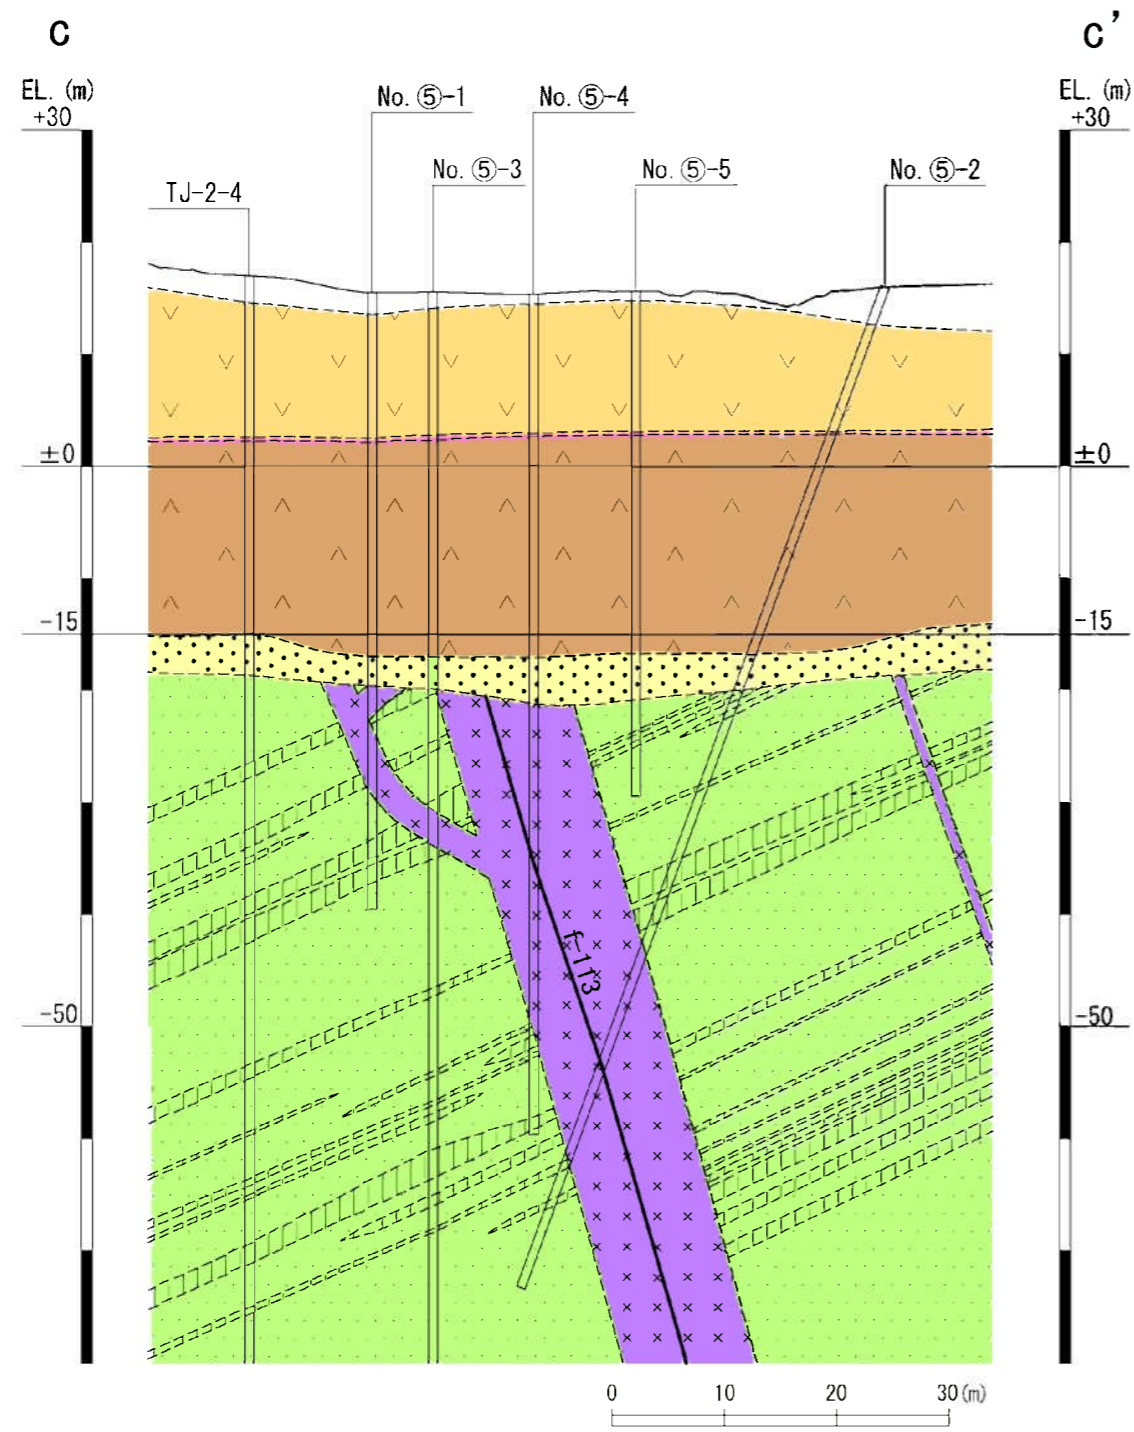 C
C'
EL. (m)
EL. (m)
+30
+30
No. ⑤-1
No. ⑤-4
No. ⑤-3
No. ⑤-5
No. ⑤-2
TJ-2-4
±0
±0
-15
-15
f-113
-50
-50
0 10 20 30(m)